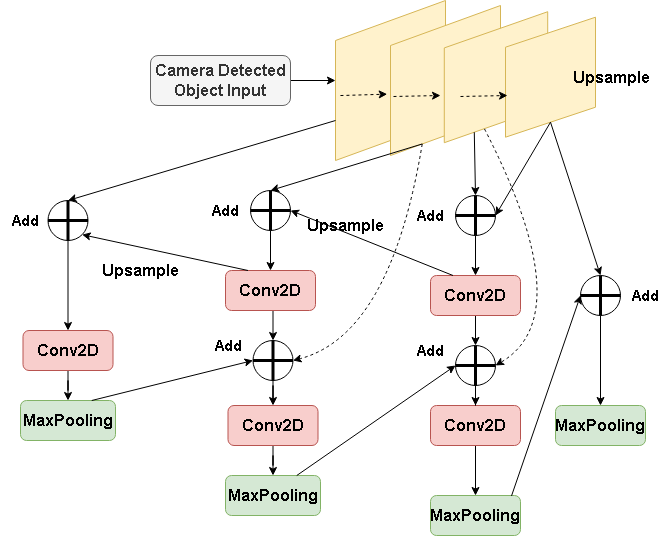 Camera Detected
Object Input
Upsample
Add
Add
Add
Upsample
Upsample
Conv2D
Conv2D
Add
Conv2D
Add
Add
Conv2D
MaxPooling
Conv2D
Conv2D
MaxPooling
MaxPooling
MaxPooling